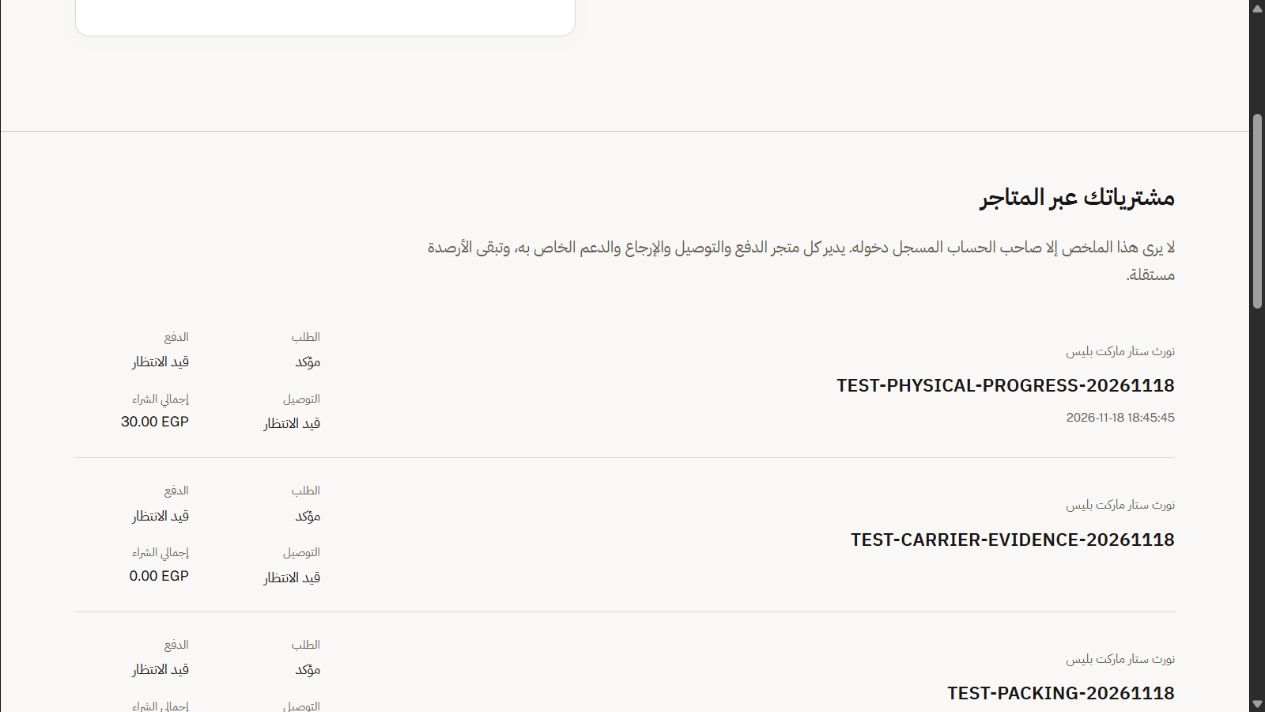 مشترياتك عبر المتاجر
لا يرى هذا الملخص إلا صاحب الحساب المسجل دخوله. يدير كل متجر الدفع والتوصيل والإرجاع والدعم الخاص به، وتبقى الأرصدة
مستقلة.
نورث ستار ماركت بليس
TEST-PHYSICAL-PROGRESS-20261118
2026-11-18 18:45:45
الطلب
مؤكد
الدفع
قيد الانتظار
التوصيل
قيد الانتظار
إجمالي الشراء
30.00 EGP
نورث ستار ماركت بليس
TEST-CARRIER-EVIDENCE-20261118
الطلب
مؤكد
الدفع
قيد الانتظار
التوصيل
قيد الانتظار
إجمالي الشراء
0.00 EGP
نورث ستار ماركت بليس
TEST-PACKING-20261118
الطلب
مؤكد
الدفع
قيد الانتظار
التوصيل
إجمالي الشراء